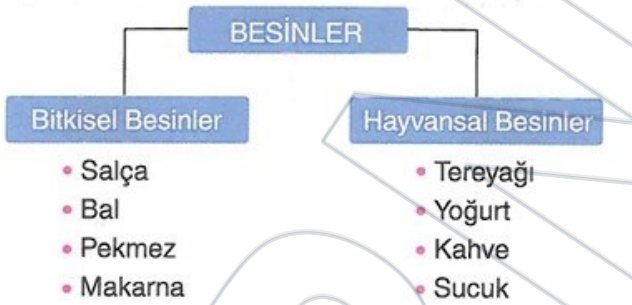 BESİNLER
Bitkisel Besinler
Hayvansal Besinler
• Salça
• Bal
• Pekmez
• Makarna
• Tereyağı
• Yoğurt
• Kahve
• Sucuk